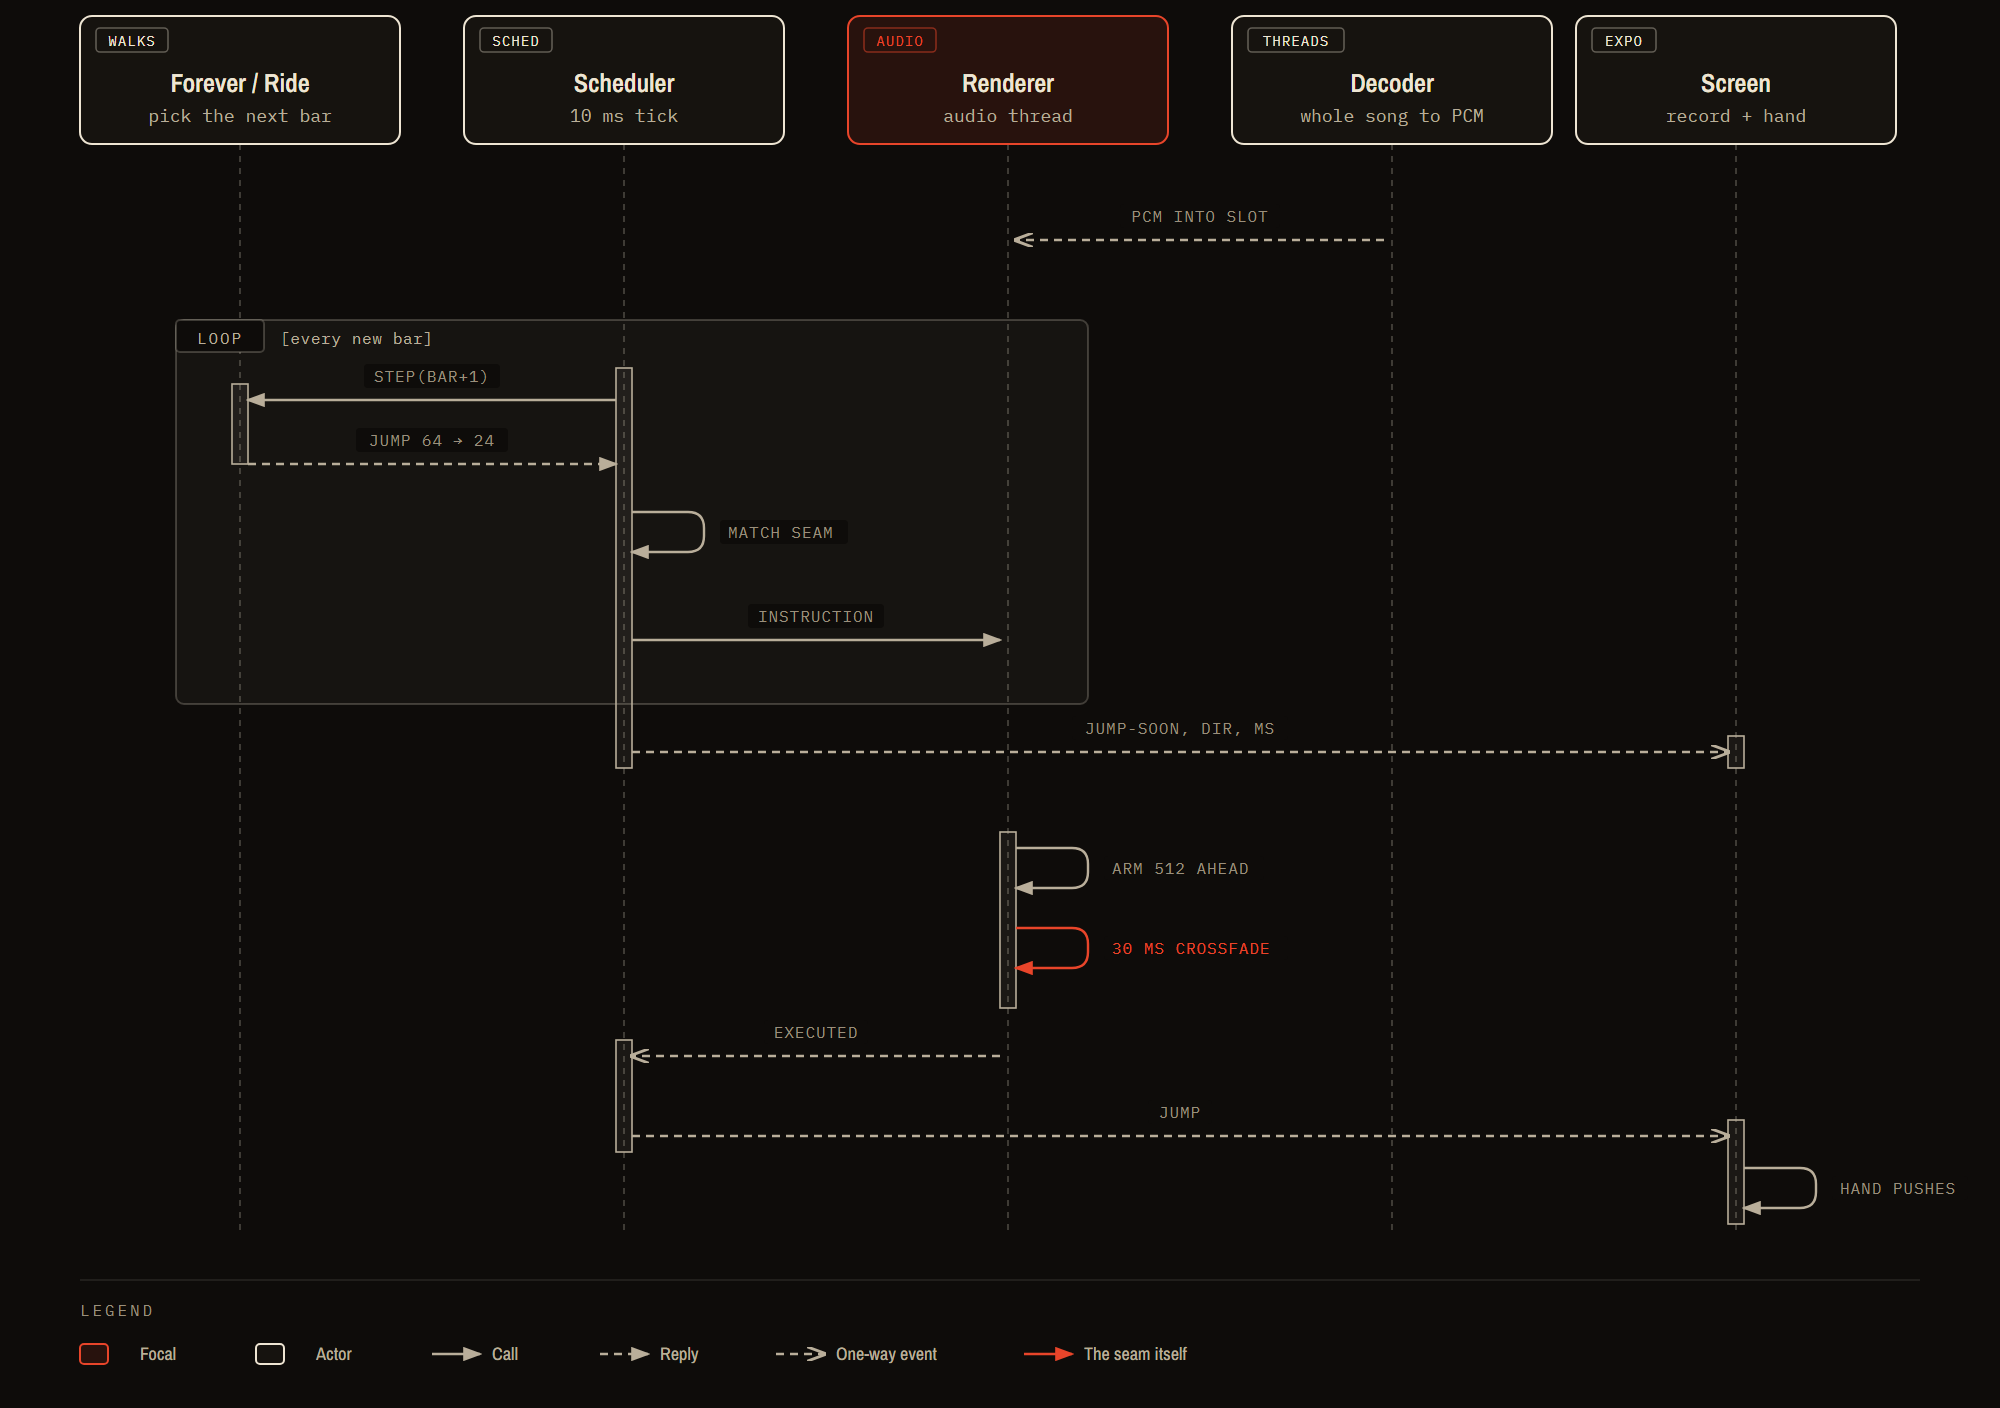 WALKS
Forever / Ride
pick the next bar
SCHED
Scheduler
10 ms tick
AUDIO
Renderer
audio thread
THREADS
Decoder
whole song to PCM
EXPO
Screen
record + hand
PCM INTO SLOT
LOOP [every new bar]
STEP(BAR+1)
JUMP 64 → 24
MATCH SEAM
INSTRUCTION
JUMP-SOON, DIR, MS
ARM 512 AHEAD
30 MS CROSSFADE
EXECUTED
JUMP
HAND PUSHES
LEGEND
Focal
Actor
Call
Reply
One-way event
The seam itself